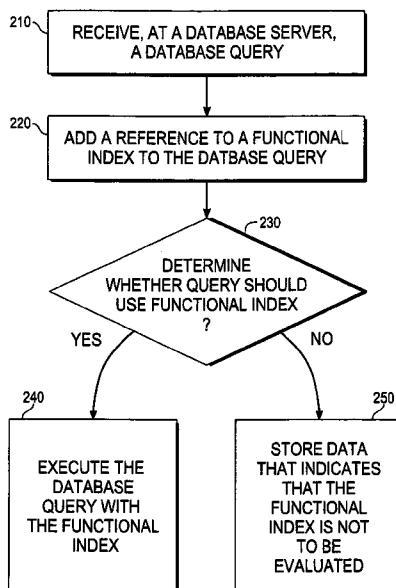 210
RECEIVE, AT A DATABASE SERVER,
A DATABASE QUERY
220
ADD A REFERENCE TO A FUNCTIONAL
INDEX TO THE DATBASE QUERY
230
DETERMINE
WHETHER QUERY SHOULD
USE FUNCTIONAL INDEX
?
YES
NO
240
EXECUTE THE
DATABASE
QUERY WITH
THE FUNCTIONAL
INDEX
250
STORE DATA
THAT INDICATES
THAT THE
FUNCTIONAL
INDEX IS NOT
TO BE
EVALUATED